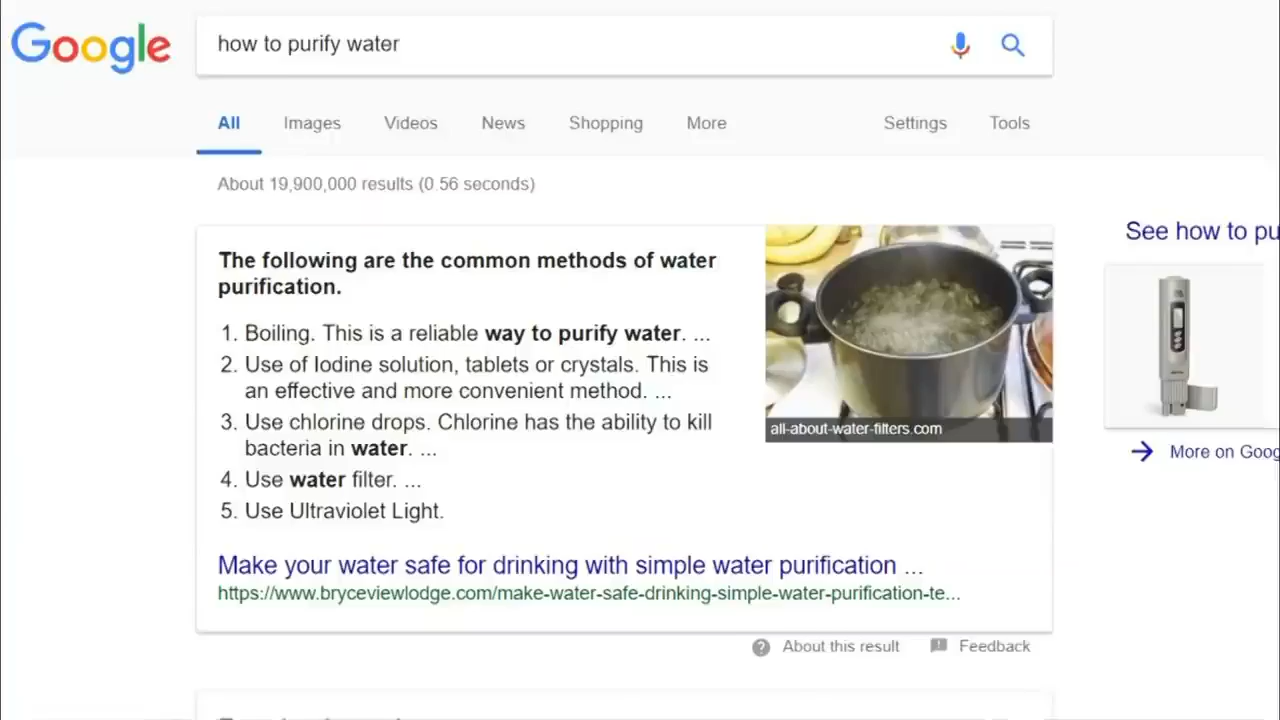 Google
how to purify water
All Images Videos News Shopping More Settings Tools
About 19,900,000 results (0.56 seconds)
The following are the common methods of water
purification.
1. Boiling. This is a reliable way to purify water. ...
2. Use of Iodine solution, tablets or crystals. This is
an effective and more convenient method. ...
3. Use chlorine drops. Chlorine has the ability to kill
bacteria in water. ...
4. Use water filter. ...
5. Use Ultraviolet Light.
all-about-water-filters.com
Make your water safe for drinking with simple water purification ...
https://www.bryceviewlodge.com/make-water-safe-drinking-simple-water-purification-te...
About this result Feedback
See how to pu
More on Goog